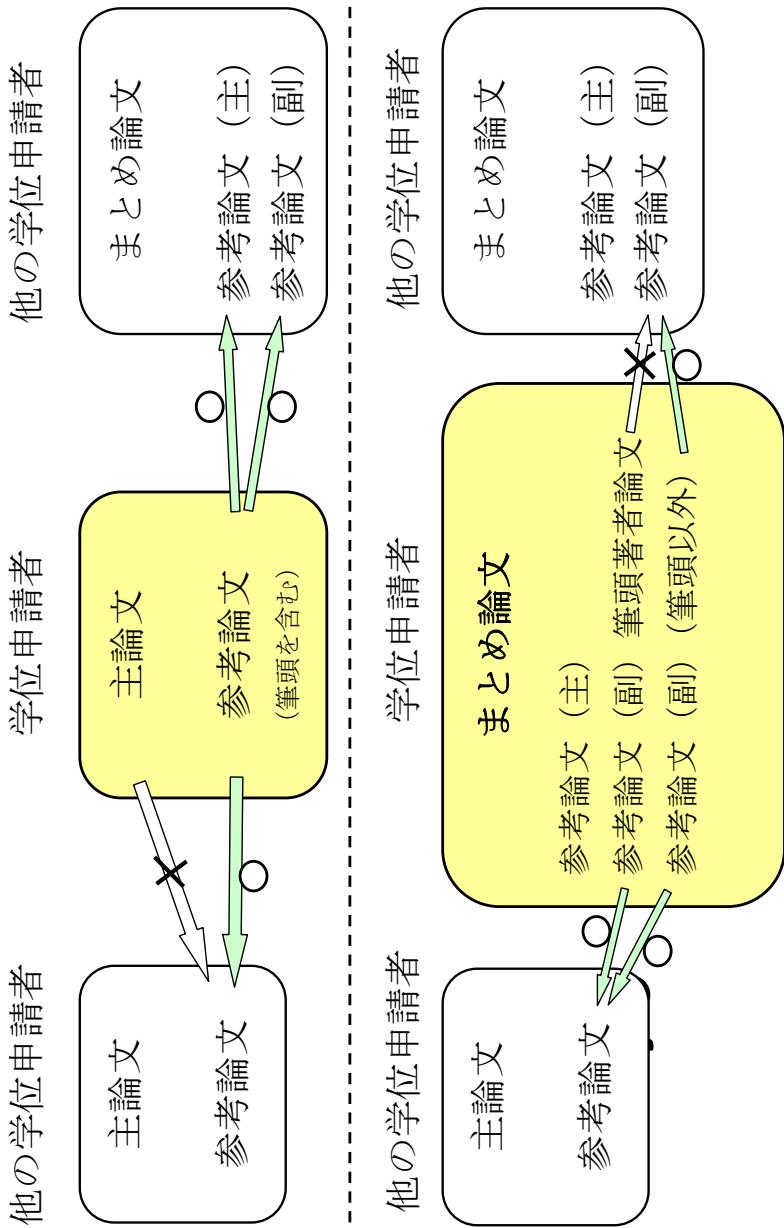 他の学位申請者
学位申請者
他の学位申請者
主論文
参考論文
主論文
参考論文
(筆頭を含む)
まとめ論文
参考論文 (主)
参考論文 (副)
他の学位申請者
学位申請者
他の学位申請者
主論文
参考論文
まとめ論文
参考論文 (主)
参考論文 (副) 筆頭著者論文
参考論文 (副) (筆頭以外)
まとめ論文
参考論文 (主)
参考論文 (副)